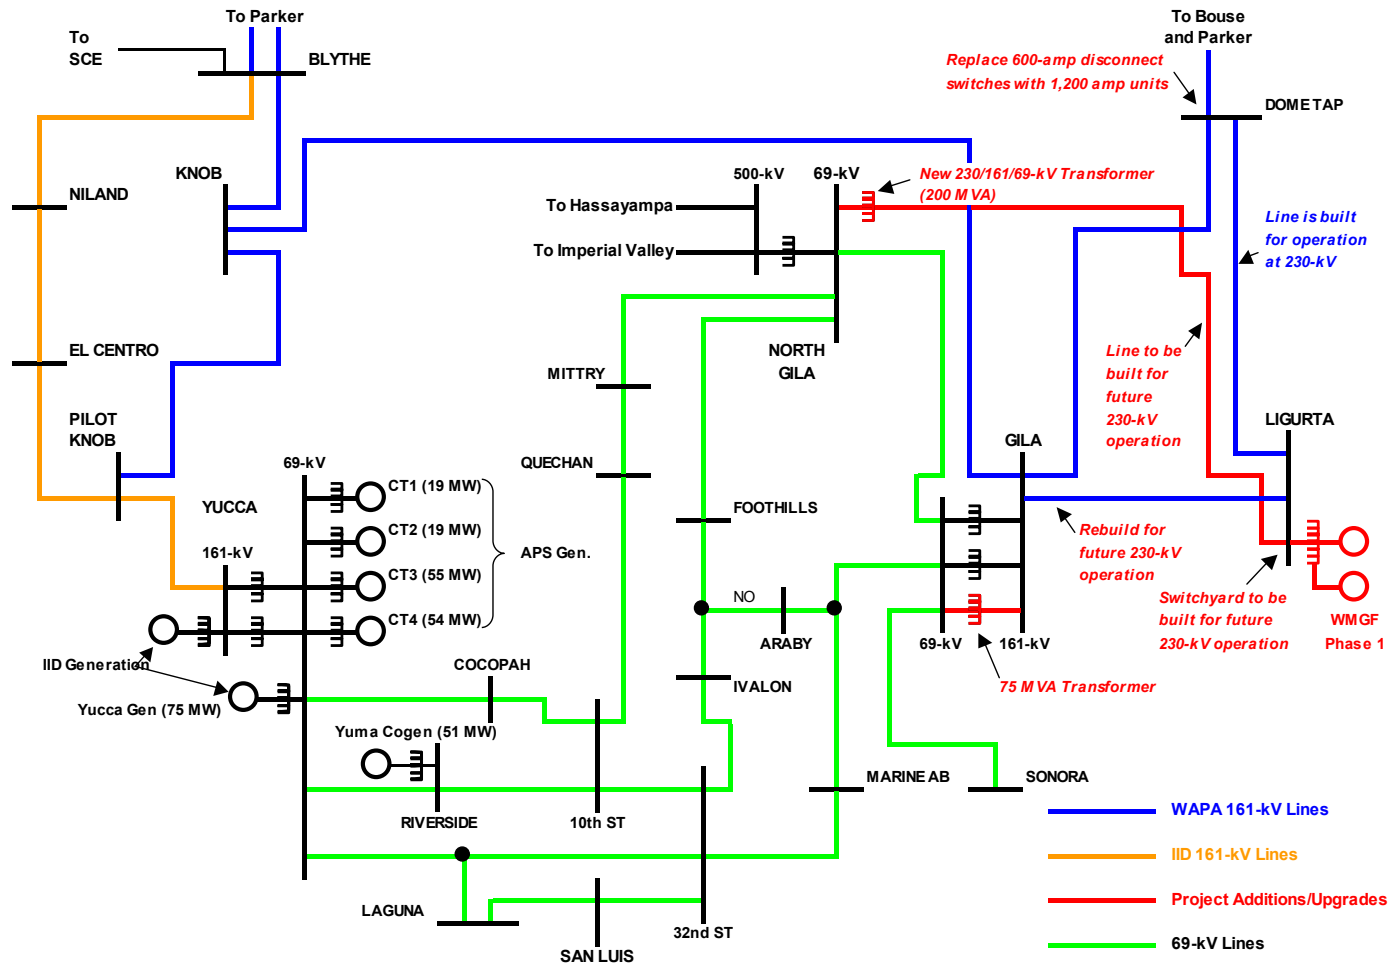 To Parker
To
SCE
BLYTHE
To Bouse
and Parker
Replace 600-amp disconnect
switches with 1,200 amp units
DOME TAP
KNOB
NILAND
500-kV
69-kV
New 230/161/69-kV Transformer
(200 MVA)
To Hassayampa
To Imperial Valley
Line is built
for operation
at 230-kV
EL CENTRO
NORTH
GILA
MITTRY
Line to be
built for
future
230-kV
operation
PILOT
KNOB
LIGURTA
GILA
69-kV
QUECHAN
CT1 (19 MW)
YUCCA
FOOTHILLS
CT2 (19 MW)
161-kV
APS Gen.
Rebuild for
future 230-kV
operation
CT3 (55 MW)
NO
Switchyard to be
built for future
230-kV operation
CT4 (54 MW)
WMGF
Phase 1
ARABY
69-kV
161-kV
IID Generation
COCOPAH
IVALON
75 MVA Transformer
Yucca Gen (75 MW)
Yuma Cogen (51 MW)
MARINE AB
SONORA
RIVERSIDE
10th ST
WAPA 161-kV Lines
IID 161-kV Lines
LAGUNA
Project Additions/Upgrades
32nd ST
SAN LUIS
69-kV Lines